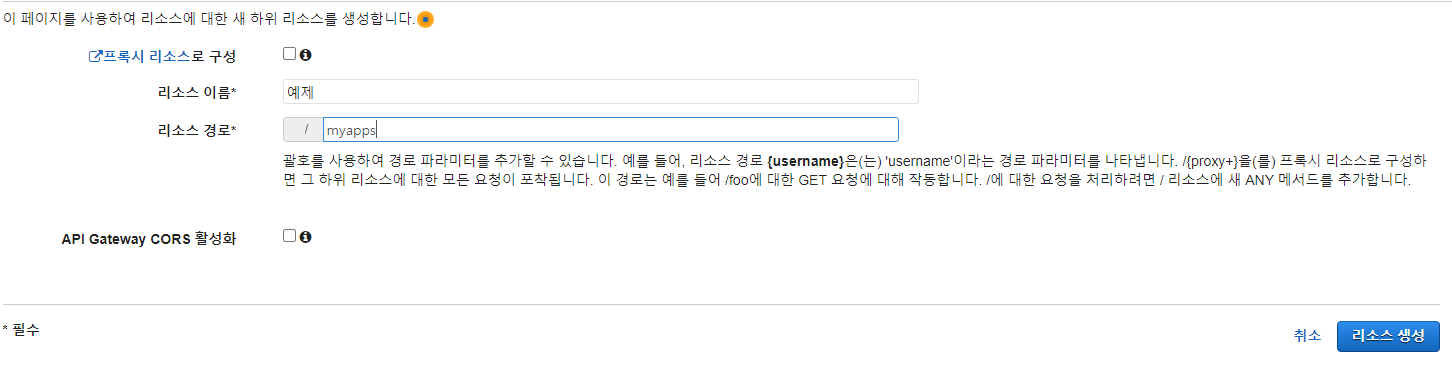 이 페이지를 사용하여 리소스에 대한 새 하위 리소스를 생성합니다.
프록시 리소스로 구성
리소스 이름* 예제
리소스 경로* / myapps
괄호를 사용하여 경로 파라미터를 추가할 수 있습니다. 예를 들어, 리소스 경로 {username}은(는) 'username'이라는 경로 파라미터를 나타냅니다. /{proxy+}을(를) 프록시 리소스로 구성하
면 그 하위 리소스에 대한 모든 요청이 포착됩니다. 이 경로는 예를 들어 /foo에 대한 GET 요청에 대해 작동합니다. /에 대한 요청을 처리하려면 / 리소스에 새 ANY 메서드를 추가합니다.
API Gateway CORS 활성화
* 필수
취소 리소스 생성